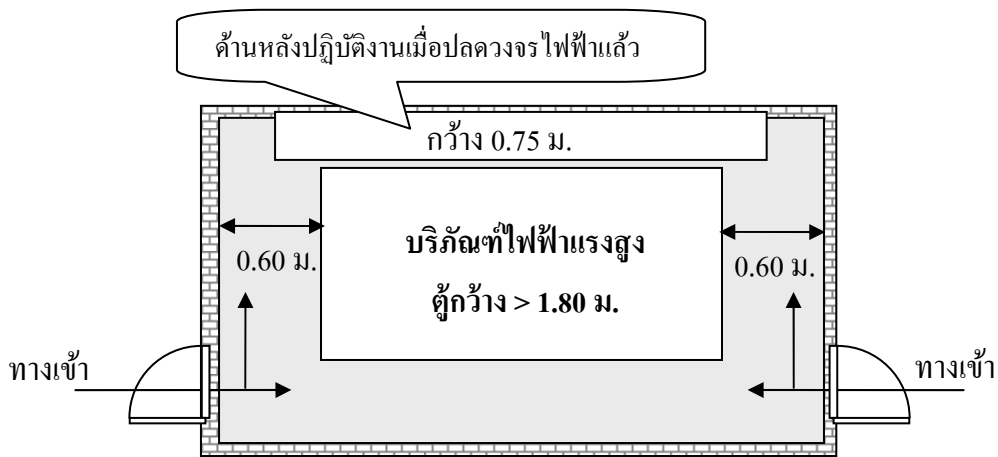 ด้านหลังปฏิบัติงานเมื่อปลดวงจรไฟฟ้าแล้ว
กว้าง 0.75 ม.
บริภัณฑ์ไฟฟ้าแรงสูง
0.60 ม.
0.60 ม.
ตู้กว้าง > 1.80 ม.
ทางเข้า
ทางเข้า